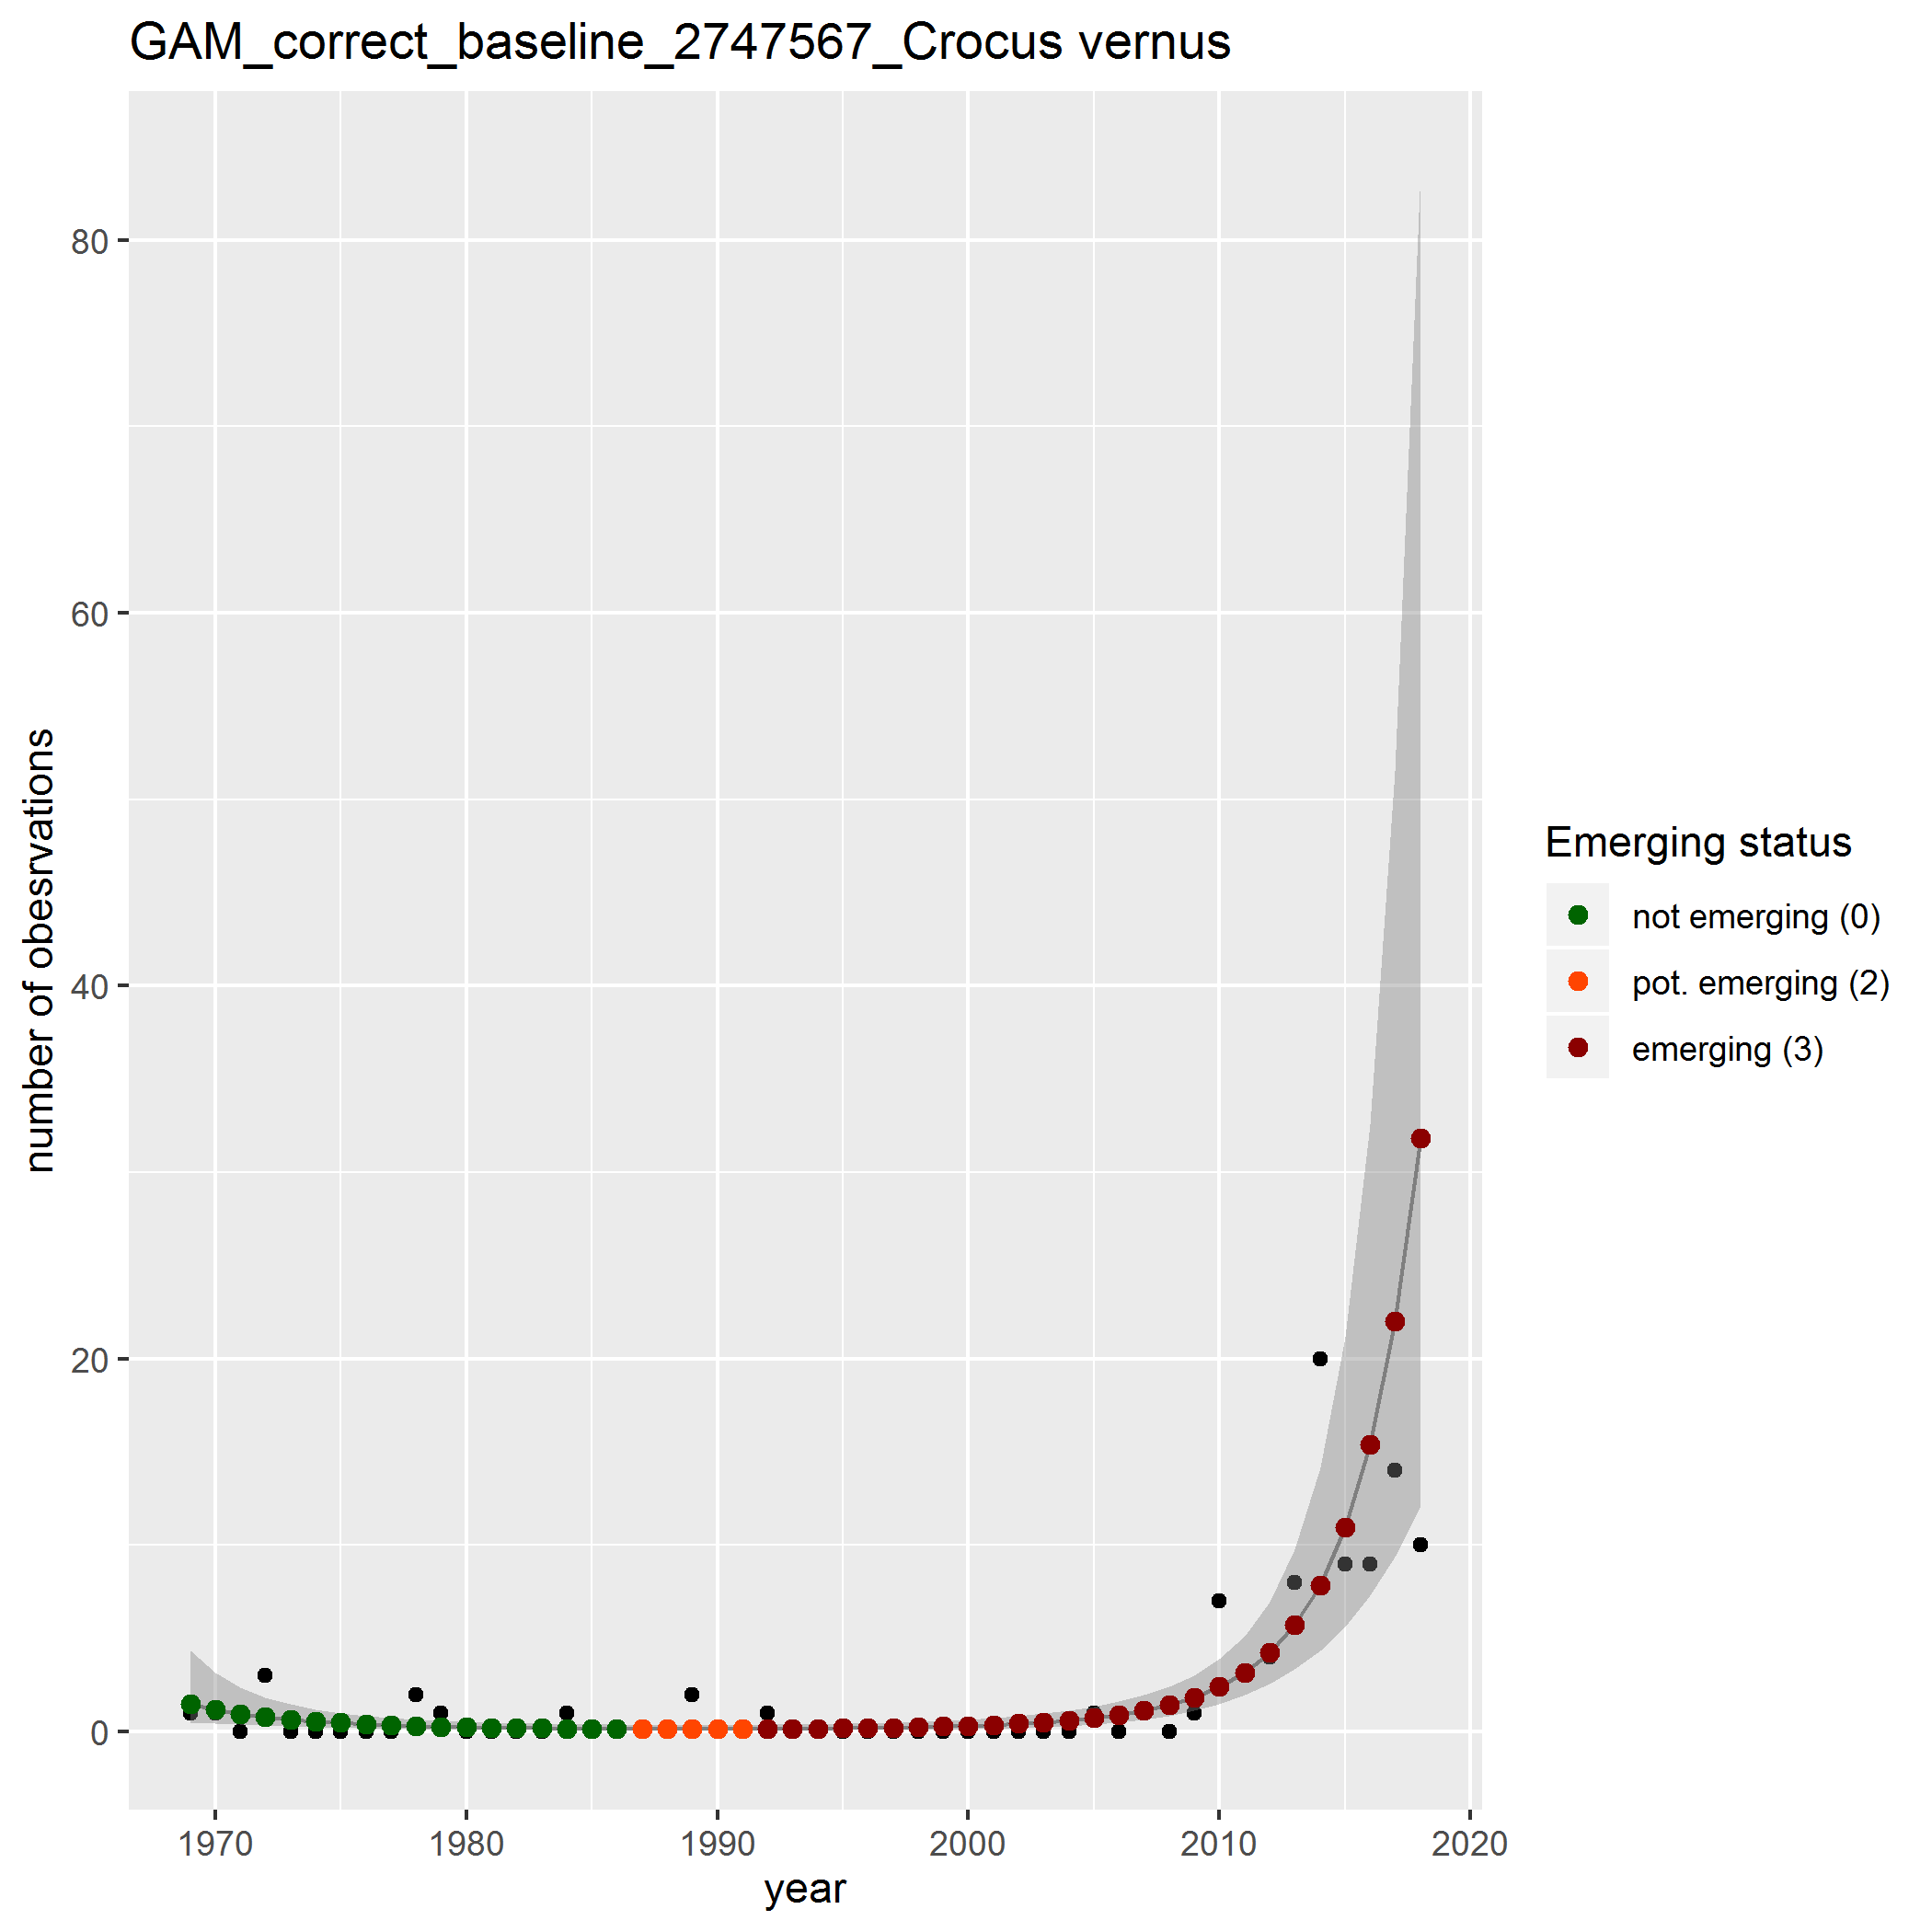 GAM_correct_baseline_2747567_Crocus vernus
80
60
40
20
0
number of obesrvations
1970
1980
1990
2000
2010
2020
year
Emerging status
not emerging (0)
pot. emerging (2)
emerging (3)